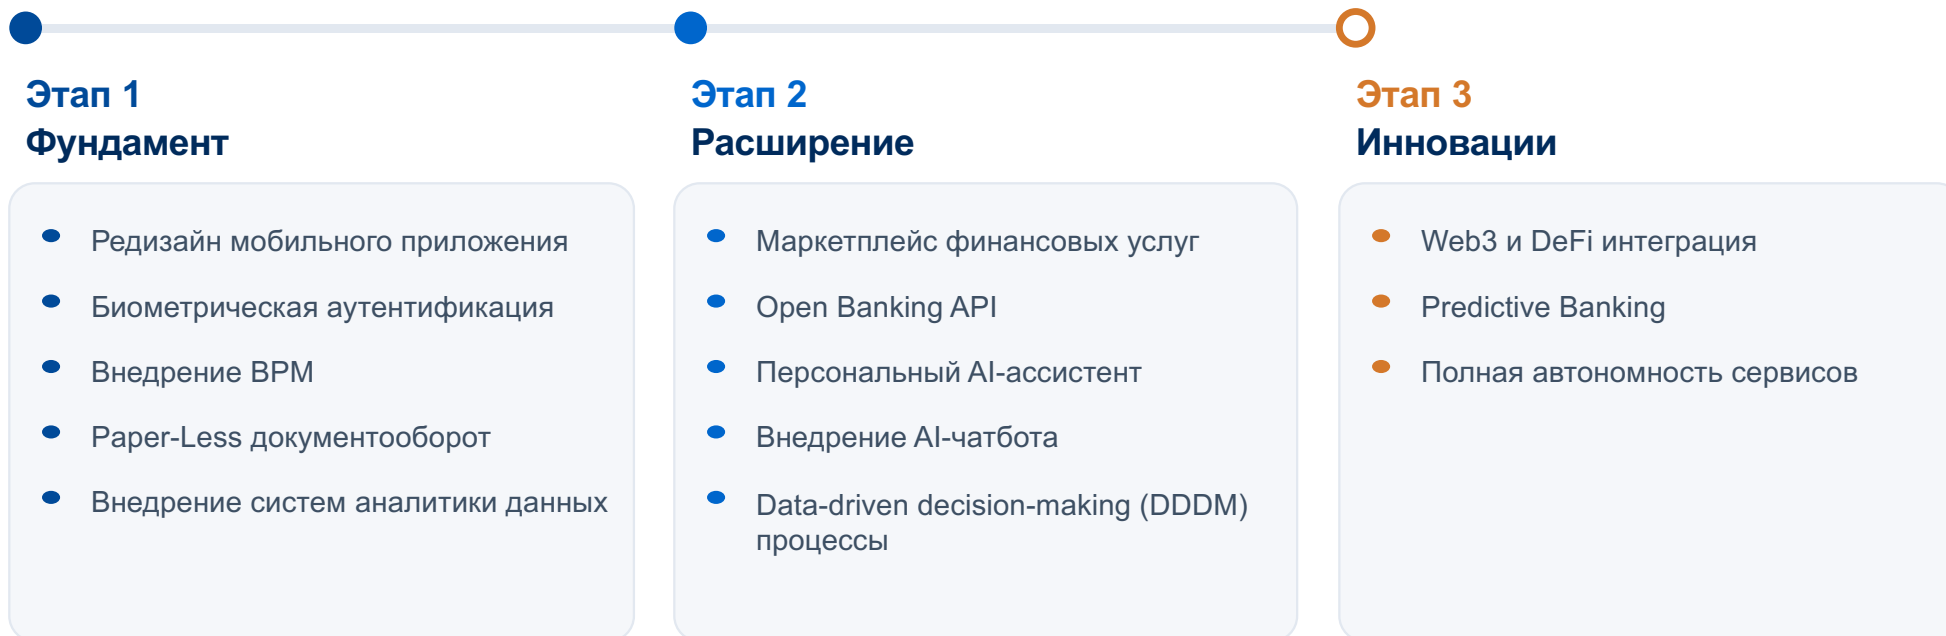 Этап 1
Фундамент
Редизайн мобильного приложения
Биометрическая аутентификация
Внедрение BPM
Paper-Less документооборот
Внедрение систем аналитики данных
Этап 2
Расширение
Маркетплейс финансовых услуг
Open Banking API
Персональный AI-ассистент
Внедрение AI-чатбота
Data-driven decision-making (DDDM)
процессы
Этап 3
Инновации
Web3 и DeFi интеграция
Predictive Banking
Полная автономность сервисов